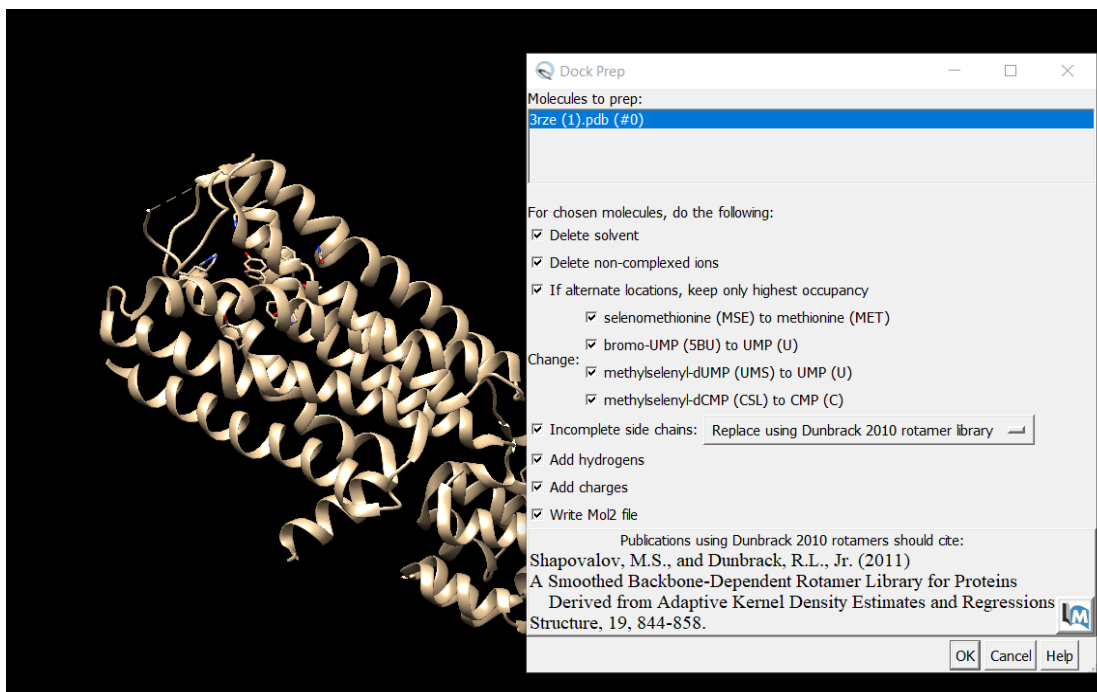 Dock Prep
Molecules to prep:
3rze (1).pdb (#0)
For chosen molecules, do the following:
Delete solvent
Delete non-complexed ions
If alternate locations, keep only highest occupancy
selenomethionine (MSE) to methionine (MET)
bromo-UMP (5BU) to UMP (U)
Change:
methylselenyl-dUMP (UMS) to UMP (U)
methylselenyl-dCMP (CSL) to CMP (C)
Incomplete side chains: Replace using Dunbrack 2010 rotamer library
Add hydrogens
Add charges
Write Mol2 file
Publications using Dunbrack 2010 rotamers should cite:
Shapovalov, M.S., and Dunbrack, R.L., Jr. (2011)
A Smoothed Backbone-Dependent Rotamer Library for Proteins
Derived from Adaptive Kernel Density Estimates and Regressions
Structure, 19, 844-858.
LM
OK Cancel Help